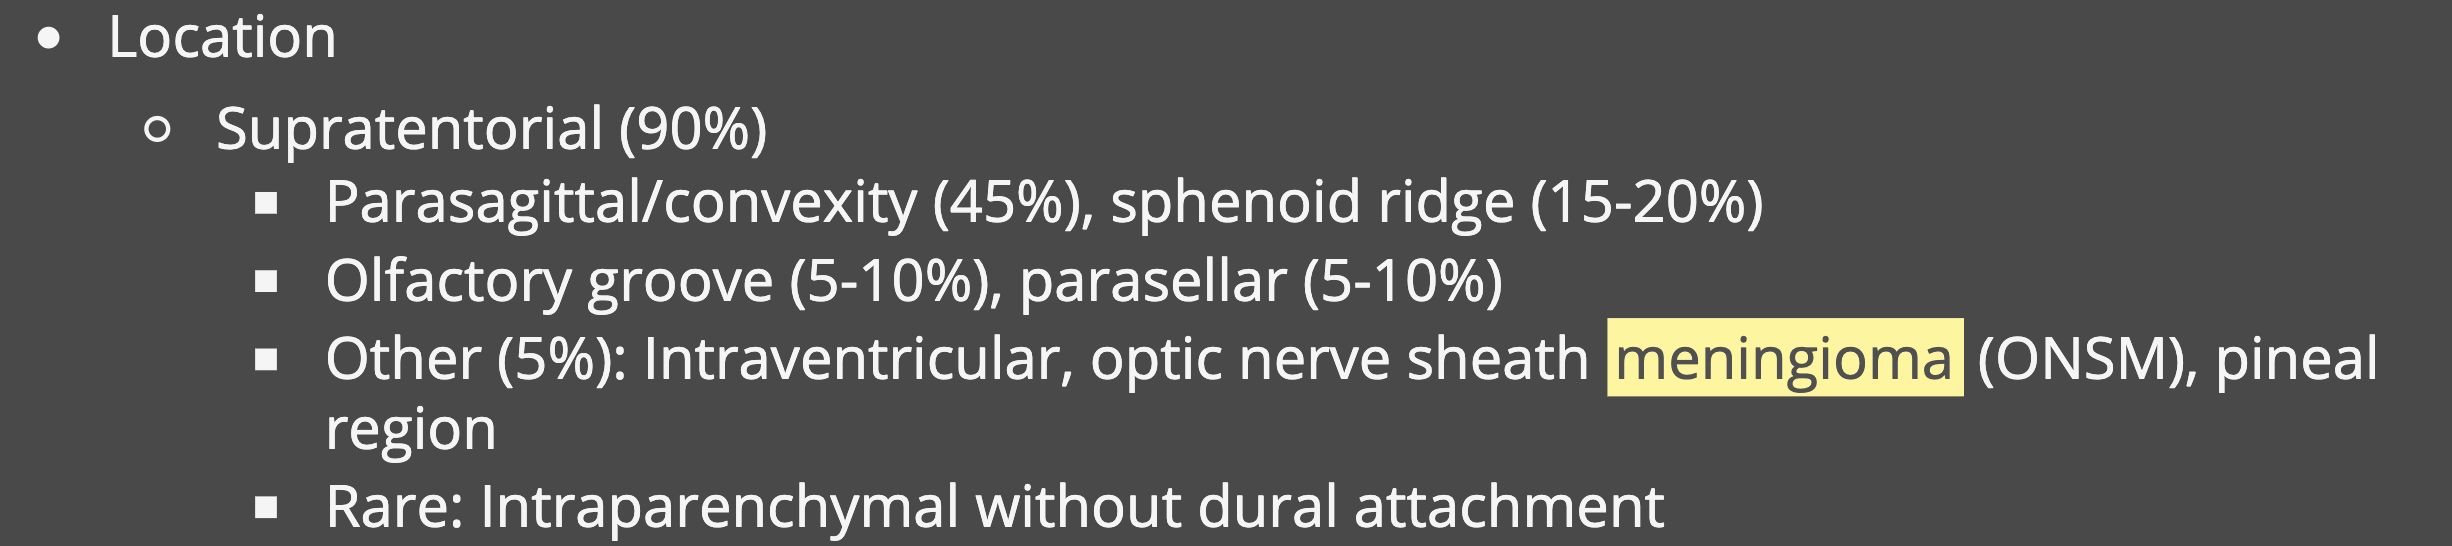 • Location
○ Supratentorial (90%)
▪ Parasagittal/convexity (45%), sphenoid ridge (15-20%)
▪ Olfactory groove (5-10%), parasellar (5-10%)
▪ Other (5%): Intraventricular, optic nerve sheath meningioma (ONSM), pineal
region
▪ Rare: Intraparenchymal without dural attachment